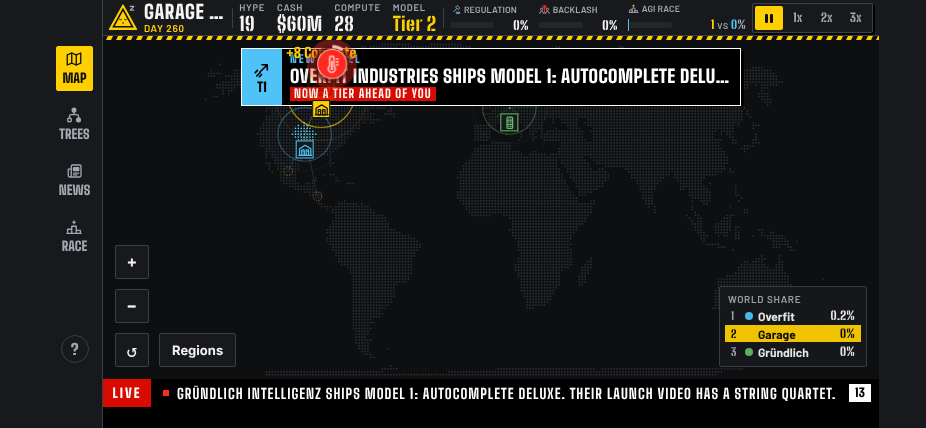 z
GARAGE ...
DAY 260
HYPE
19
CASH
$60M
COMPUTE
28
MODEL
Tier 2
REGULATION
0%
BACKLASH
0%
AGI RACE
1 vs 0%
1x
2x
3x
MAP
TREES
NEWS
RACE
?
T1
OVERFIT INDUSTRIES SHIPS MODEL 1: AUTOCOMPLETE DELU...
NOW A TIER AHEAD OF YOU
+
−
↺
Regions
WORLD SHARE
1 Overfit 0.2%
2 Garage 0%
3 Gründlich 0%
LIVE
GRÜNDLICH INTELLIGENZ SHIPS MODEL 1: AUTOCOMPLETE DELUXE. THEIR LAUNCH VIDEO HAS A STRING QUARTET.
13